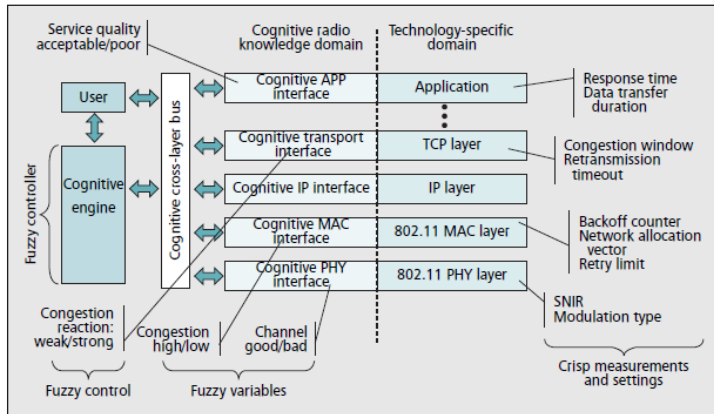 Service quality
acceptable/poor
Cognitive radio
knowledge domain
Technology-specific
domain
User
Cognitive APP
interface
Application
Response time
Data transfer
duration
Fuzzy controller
Cognitive
engine
Cognitive cross-layer bus
Cognitive transport
interface
TCP layer
Congestion window
Retransmission
timeout
Cognitive IP interface
IP layer
Cognitive MAC
interface
802.11 MAC layer
Backoff counter
Network allocation
vector
Retry limit
Cognitive PHY
interface
802.11 PHY layer
SNIR
Modulation type
Congestion
reaction:
weak/strong
Congestion
high/low
Channel
good/bad
Fuzzy control
Fuzzy variables
Crisp measurements
and settings